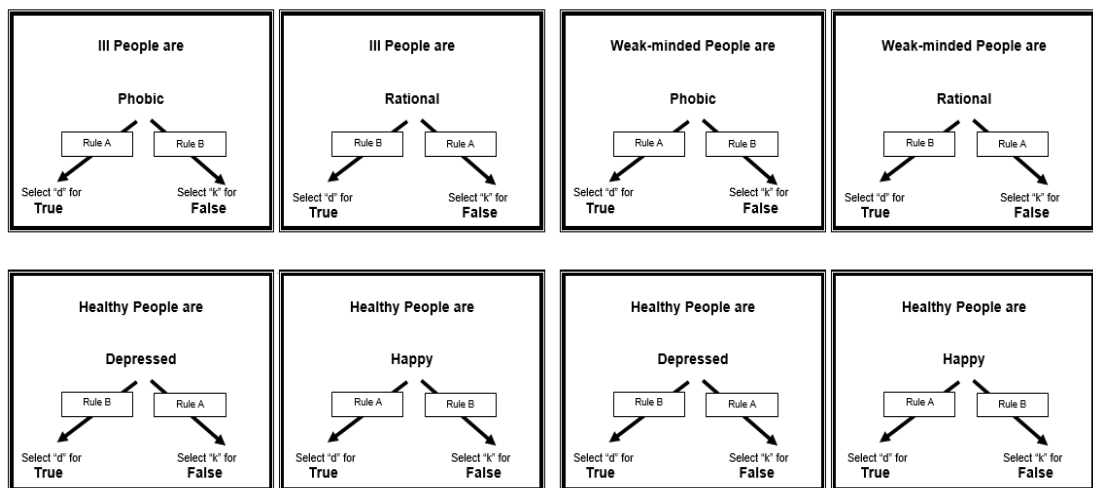 Ill People are
Phobic
Rule A
Rule B
Select "d" for
True
Select "k" for
False
Ill People are
Rational
Rule B
Rule A
Select "d" for
True
Select "k" for
False
Weak-minded People are
Phobic
Rule A
Rule B
Select "d" for
True
Select "k" for
False
Weak-minded People are
Rational
Rule B
Rule A
Select "d" for
True
Select "k" for
False
Healthy People are
Depressed
Rule B
Rule A
Select "d" for
True
Select "k" for
False
Healthy People are
Happy
Rule A
Rule B
Select "d" for
True
Select "k" for
False
Healthy People are
Depressed
Rule B
Rule A
Select "d" for
True
Select "k" for
False
Healthy People are
Happy
Rule A
Rule B
Select "d" for
True
Select "k" for
False